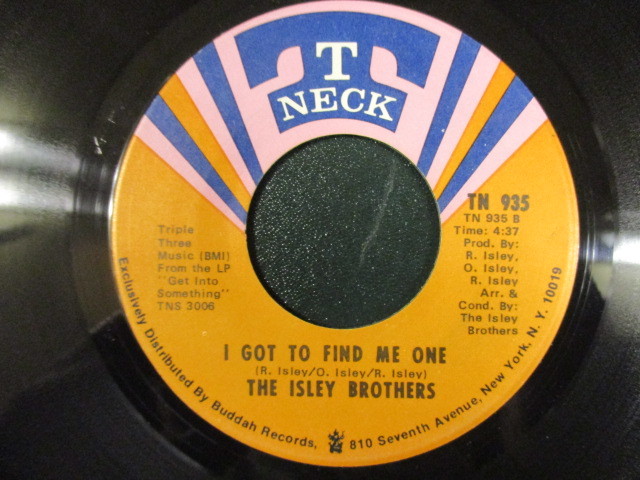 T
NECK
TN 935
TN 935 B
Time: 4:37
Prod. By:
R. Isley,
O. Isley,
R. Isley
Arr. &
Cond. By:
The Isley
Brothers
Triple
Three
Music (BMI)
From the LP
"Get Into
Something"
TNS 3006
I GOT TO FIND ME ONE
(R. Isley/O. Isley/R. Isley)
THE ISLEY BROTHERS
Exclusively Distributed By Buddah Records, 810 Seventh Avenue, New York, N. Y. 10019